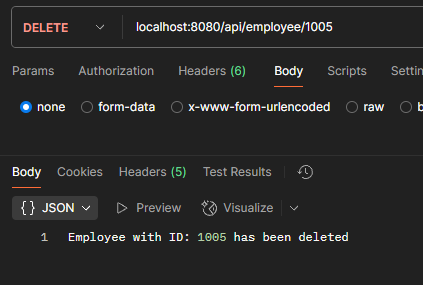 DELETE localhost:8080/api/employee/1005
Params Authorization Headers (6) Body Scripts
none form-data x-www-form-urlencoded raw
Body Cookies Headers (5) Test Results
{ } JSON Preview Visualize
1 Employee with ID: 1005 has been deleted